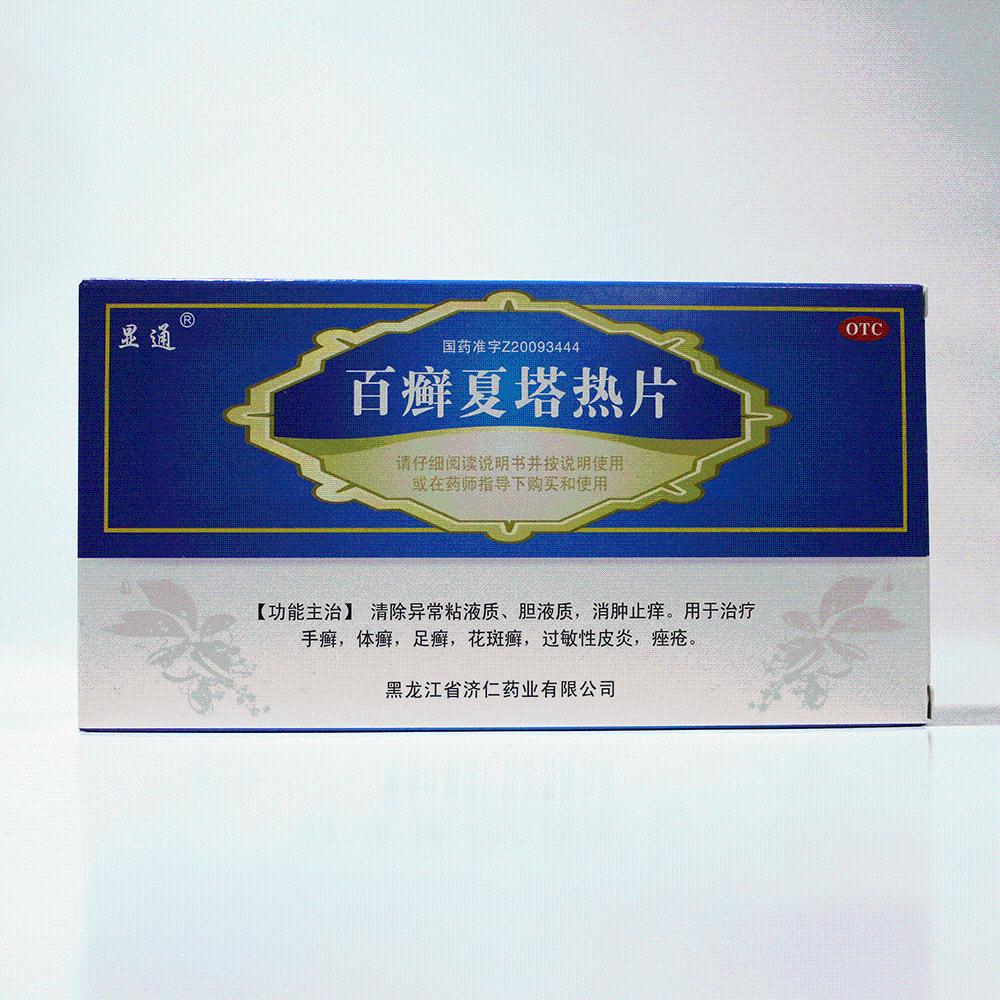 显通®
OTC
国药准字Z20093444
百癣夏塔热片
请仔细阅读说明书并按说明使用
或在药师指导下购买和使用
【功能主治】 清除异常粘液质、胆液质，消肿止痒。用于治疗
手癣，体癣，足癣，花斑癣，过敏性皮炎，痤疮。
黑龙江省济仁药业有限公司